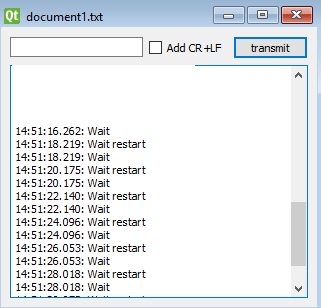 Qt document1.txt
Add CR+LF transmit
14:51:16.262: Wait
14:51:18.219: Wait restart
14:51:18.219: Wait
14:51:20.175: Wait restart
14:51:20.175: Wait
14:51:22.140: Wait restart
14:51:22.140: Wait
14:51:24.096: Wait restart
14:51:24.096: Wait
14:51:26.053: Wait restart
14:51:26.053: Wait
14:51:28.018: Wait restart
14:51:28.018: Wait